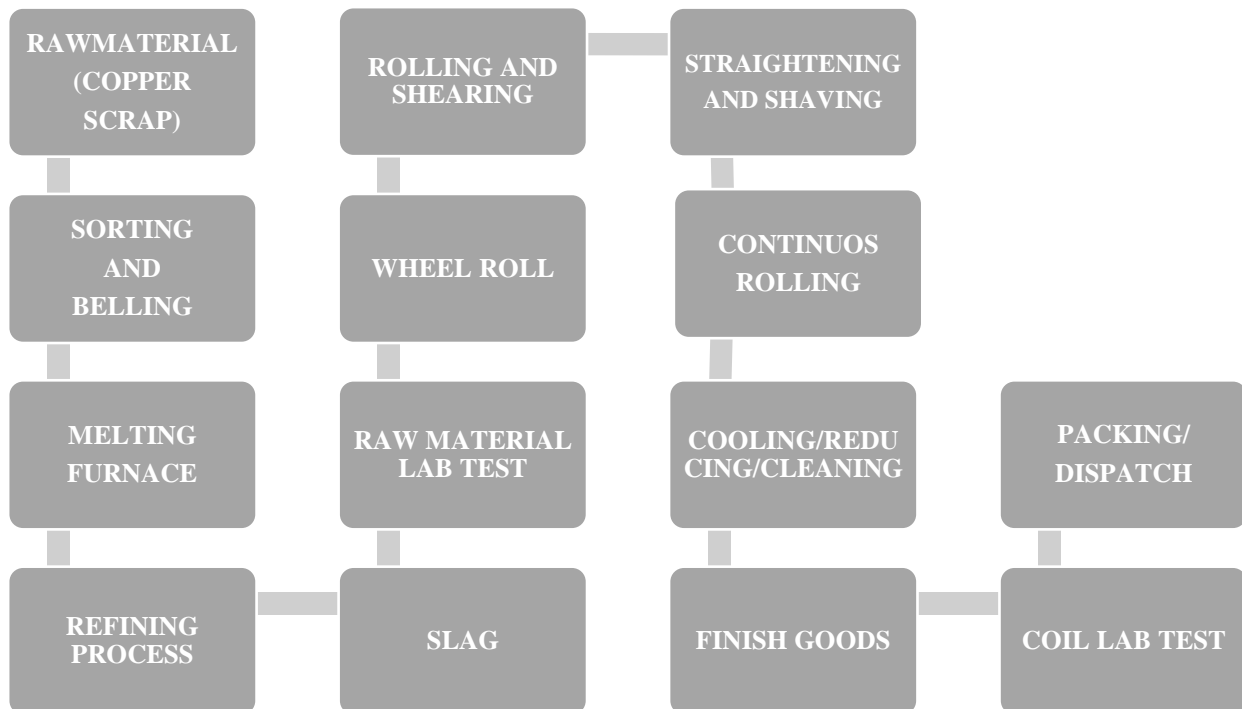 RAWMATERIAL
(COPPER
SCRAP)
SORTING
AND
BELLING
MELTING
FURNACE
REFINING
PROCESS
SLAG
RAW MATERIAL
LAB TEST
WHEEL ROLL
ROLLING AND
SHEARING
STRAIGHTENING
AND SHAVING
CONTINUOS
ROLLING
COOLING/REDU
CING/CLEANING
FINISH GOODS
COIL LAB TEST
PACKING/
DISPATCH